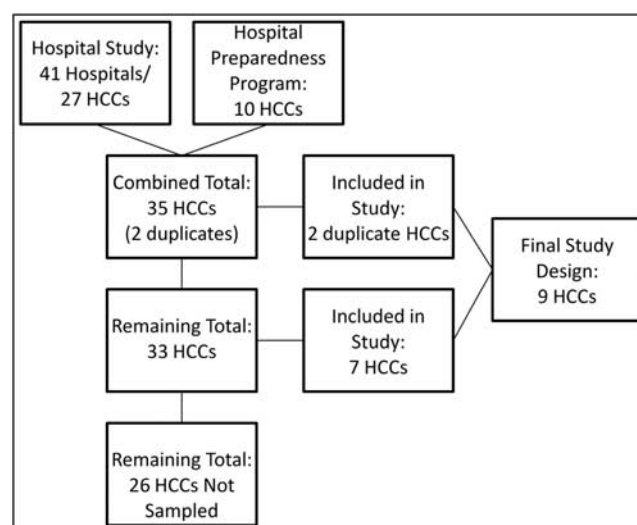 Hospital Study:
41 Hospitals/
27 HCCs
Hospital
Preparedness
Program:
10 HCCs
Combined Total:
35 HCCs
(2 duplicates)
Included in
Study:
2 duplicate HCCs
Final Study
Design:
9 HCCs
Remaining Total:
33 HCCs
Included in
Study:
7 HCCs
Remaining Total:
26 HCCs Not
Sampled